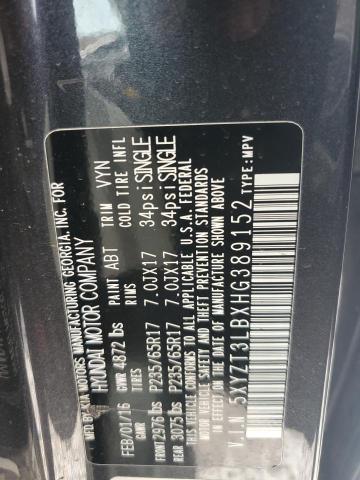 MFG. BY KIA MOTORS MANUFACTURING GEORGIA, INC. FOR
HYUNDAI MOTOR COMPANY
FEB/01/16 PAINT ABT TRIM VYN
GAWR GVWR 4872 lbs RIMS COLD TIRE INFL
FRONT 2976 lbs P235/65R17 7.0JX17 34psi SINGLE
REAR 3075 lbs P235/65R17 7.0JX17 34psi SINGLE
THIS VEHICLE CONFORMS TO ALL APPLICABLE U.S.A. FEDERAL
MOTOR VEHICLE SAFETY, BUMPER, AND THEFT PREVENTION STANDARDS
IN EFFECT ON THE DATE OF MANUFACTURE SHOWN ABOVE.
V.I.N 5XYZT3LBXHG389152 TYPE:MPV